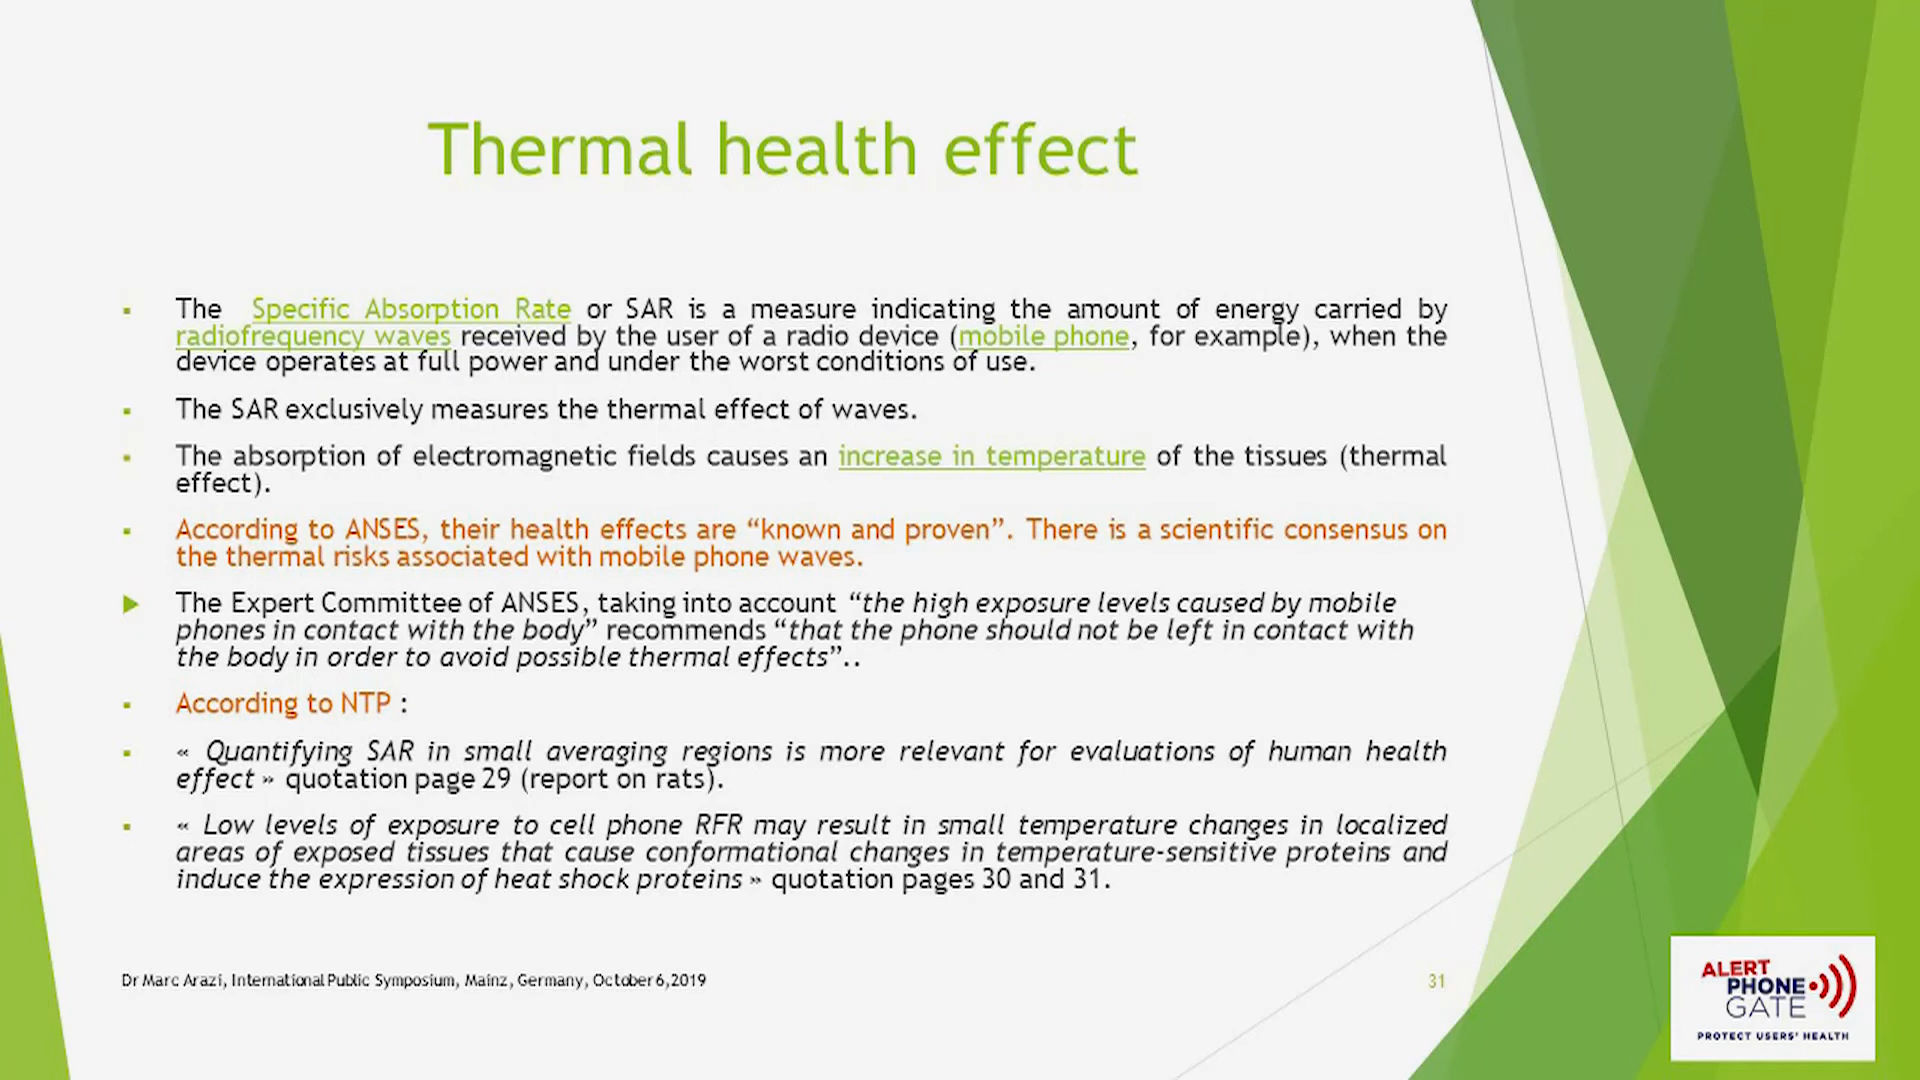 Thermal health effect
The Specific Absorption Rate or SAR is a measure indicating the amount of energy carried by
radiofrequency waves received by the user of a radio device (mobile phone, for example), when the
device operates at full power and under the worst conditions of use.
The SAR exclusively measures the thermal effect of waves.
The absorption of electromagnetic fields causes an increase in temperature of the tissues (thermal
effect).
According to ANSES, their health effects are “known and proven”. There is a scientific consensus on
the thermal risks associated with mobile phone waves.
The Expert Committee of ANSES, taking into account “the high exposure levels caused by mobile
phones in contact with the body” recommends “that the phone should not be left in contact with
the body in order to avoid possible thermal effects”..
According to NTP :
« Quantifying SAR in small averaging regions is more relevant for evaluations of human health
effect » quotation page 29 (report on rats).
« Low levels of exposure to cell phone RFR may result in small temperature changes in localized
areas of exposed tissues that cause conformational changes in temperature-sensitive proteins and
induce the expression of heat shock proteins » quotation pages 30 and 31.
Dr Marc Arazi, International Public Symposium, Mainz, Germany, October 6,2019
31
ALERT
PHONE
GATE
PROTECT USERS' HEALTH